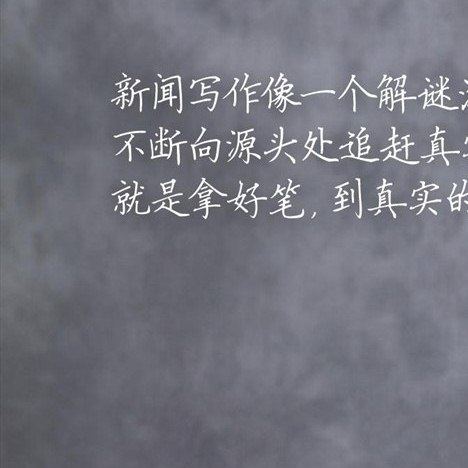 新闻写作像一个解谜
不断向源头处追赶真
就是拿好笔，到真实的